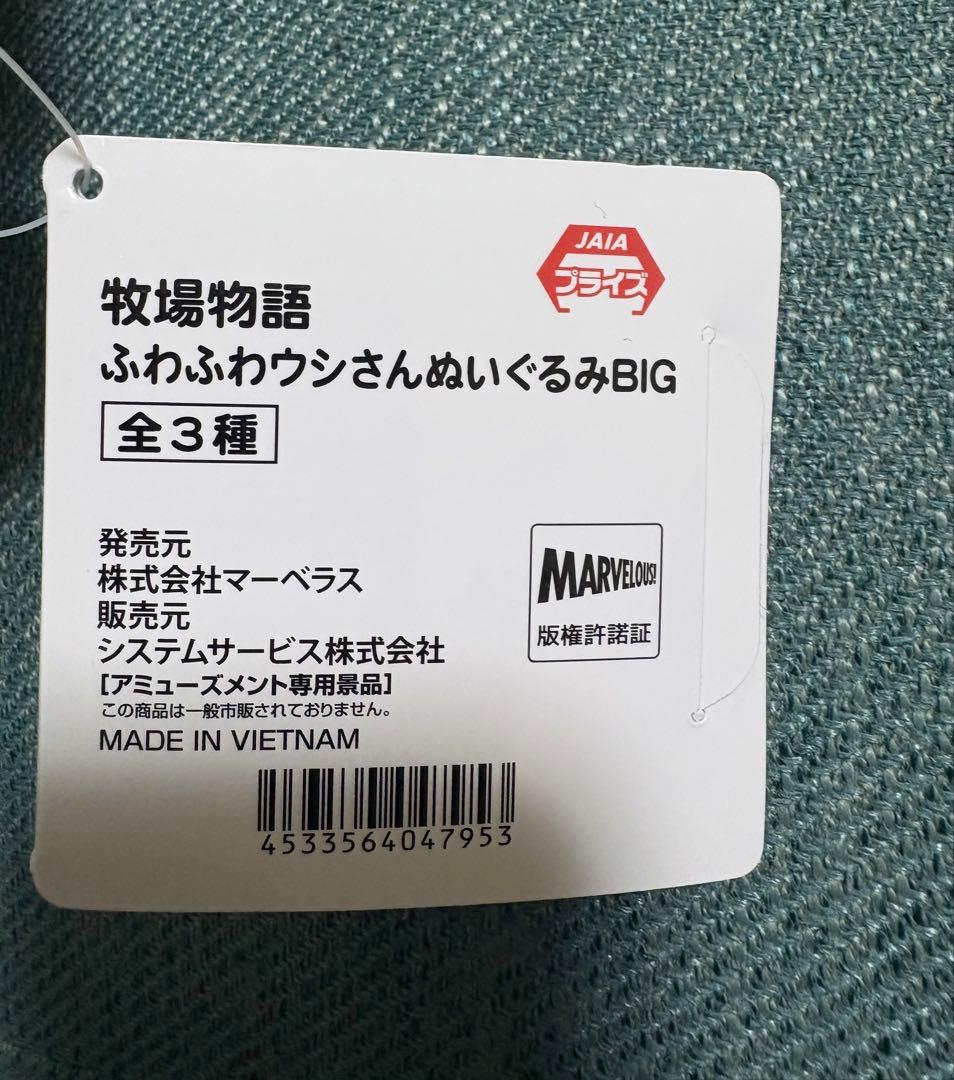 JAIA
プライズ
牧場物語
ふわふわウシさんぬいぐるみBIG
全3種
発売元
株式会社マーベラス
販売元
システムサービス株式会社
[アミューズメント専用景品]
この商品は一般市販されておりません。
MADE IN VIETNAM
4533564047953
MARVELOUS!
版権許諾証